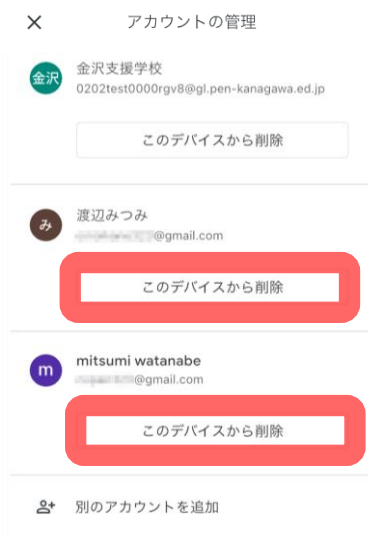 × アカウントの管理
金沢
金沢支援学校
0202test0000rgv8@gl.pen-kanagawa.ed.jp
このデバイスから削除
み
渡辺みつみ
@gmail.com
このデバイスから削除
m
mitsumi watanabe
@gmail.com
このデバイスから削除
別のアカウントを追加